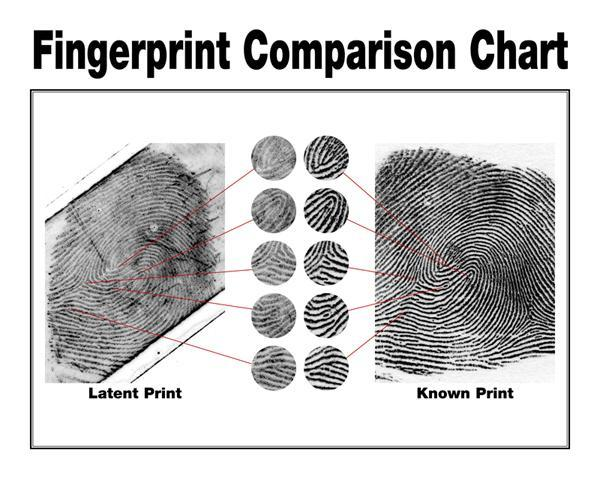 Fingerprint Comparison Chart
Latent Print
Known Print